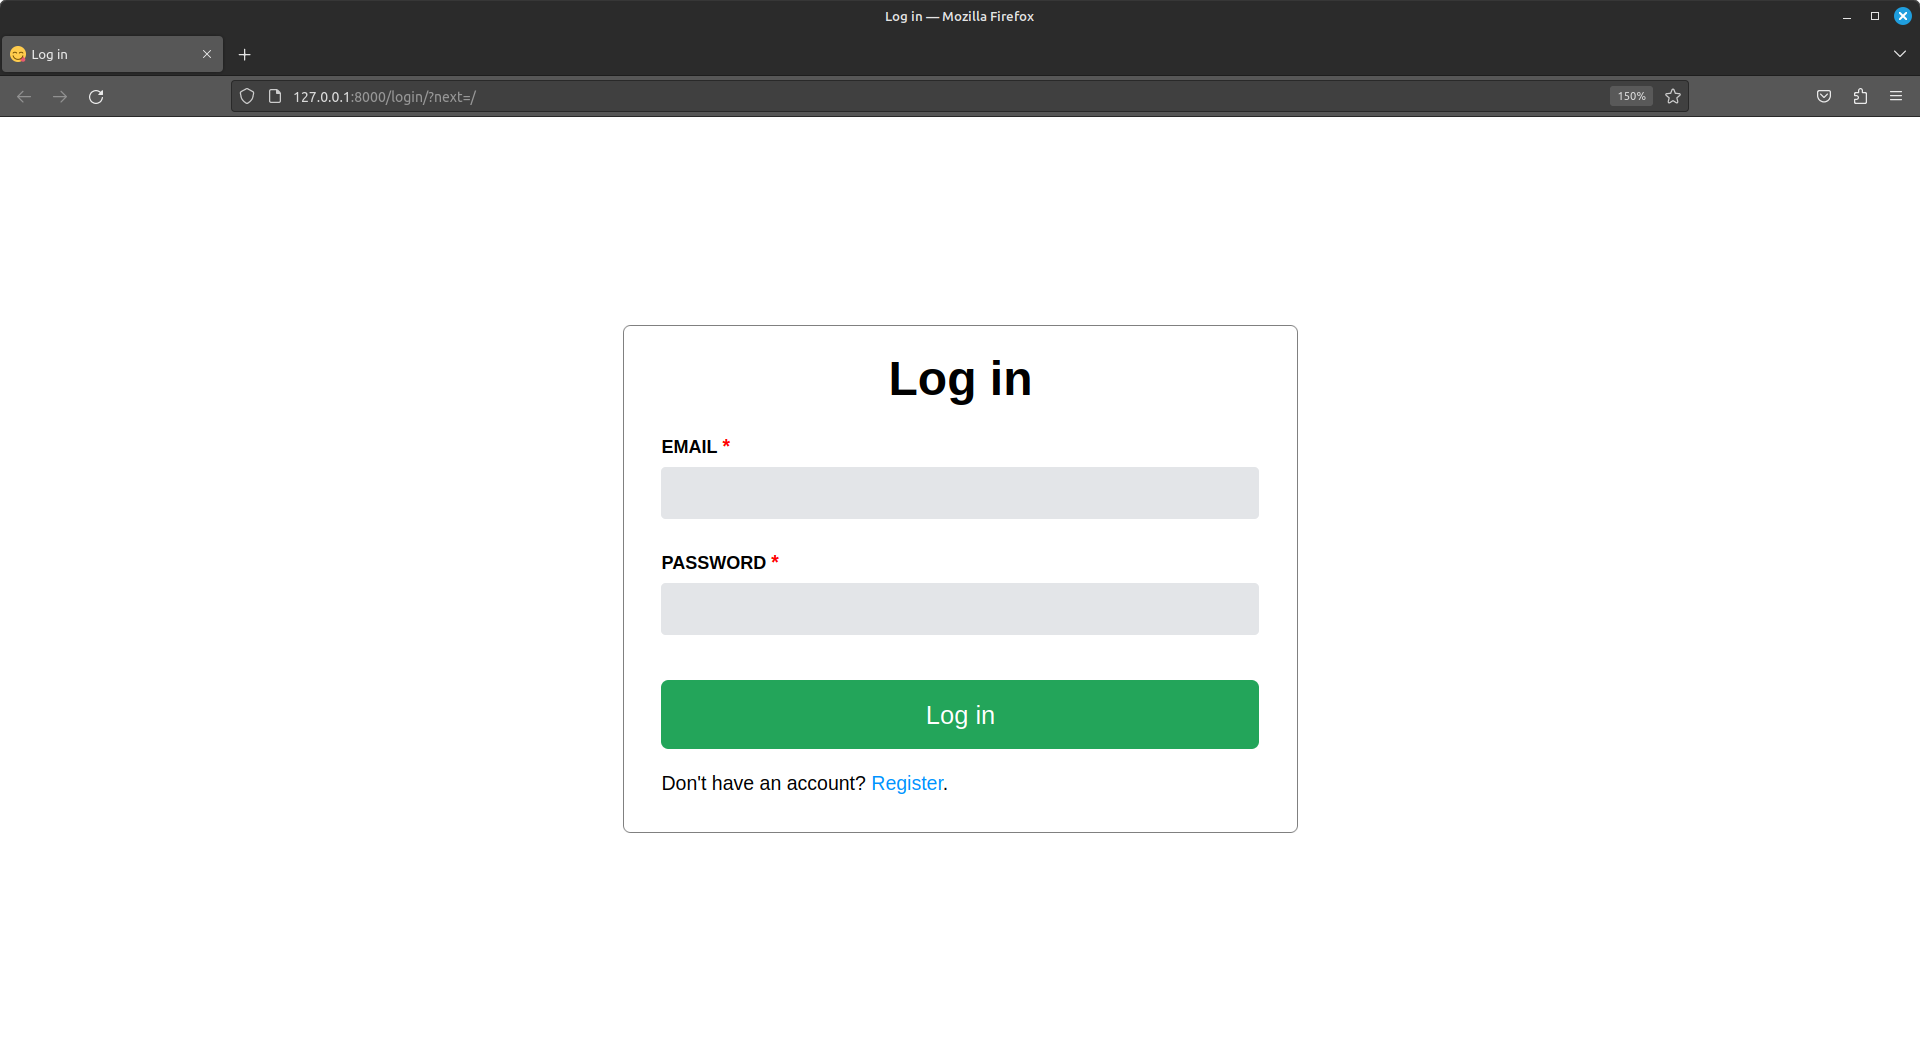 Log in — Mozilla Firefox
Log in
127.0.0.1:8000/login/?next=/
150%
Log in
EMAIL *
PASSWORD *
Log in
Don't have an account? Register.